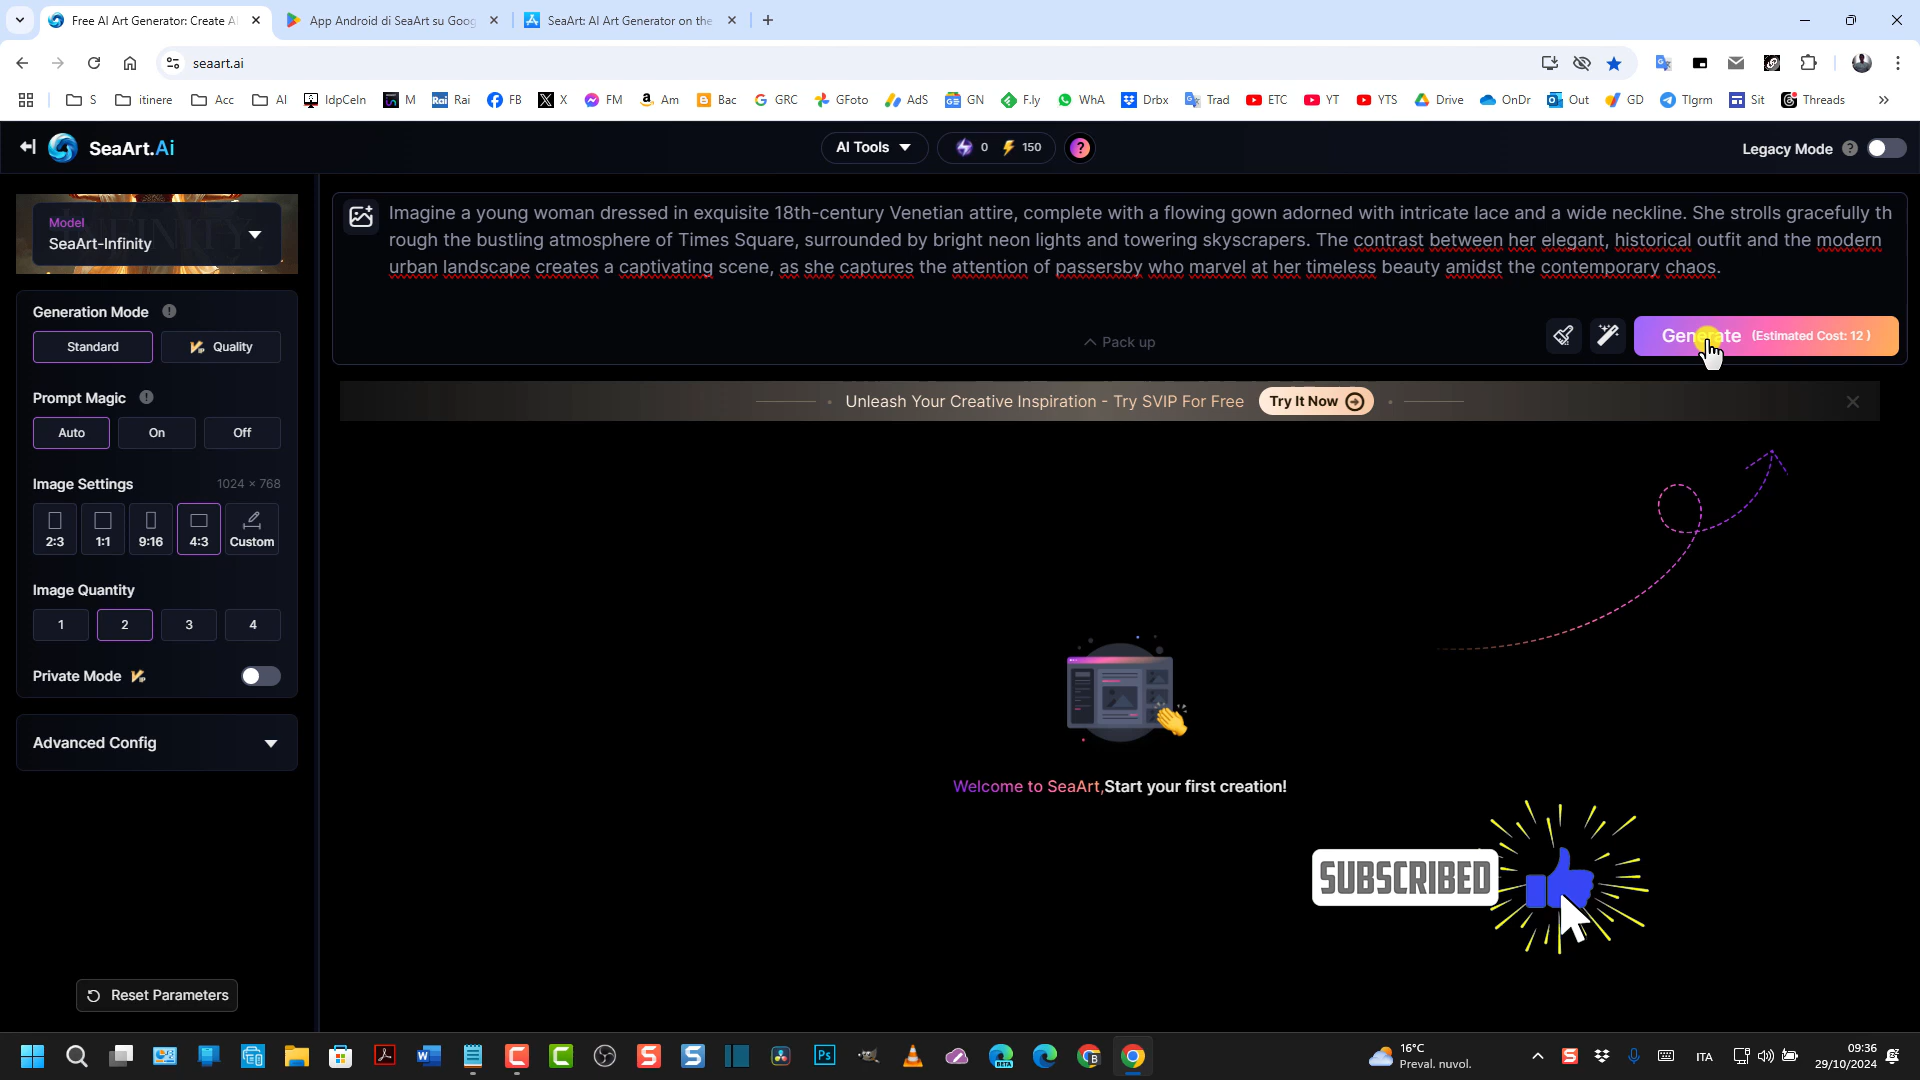 Free AI Art Generator: Create A
App Android di SeaArt su Goog
SeaArt: AI Art Generator on the
seaart.ai
S
itinere
Acc
AI
IdpCeIn
M
Rai
FB
X
FM
Am
Bac
GRC
GFoto
AdS
GN
F.ly
WhA
Drbx
Trad
ETC
YT
YTS
Drive
OnDr
Out
GD
Tlgrm
Sit
Threads
SeaArt.Ai
AI Tools
0
150
Legacy Mode
Model
SeaArt-Infinity
Imagine a young woman dressed in exquisite 18th-century Venetian attire, complete with a flowing gown adorned with intricate lace and a wide neckline. She strolls gracefully th
rough the bustling atmosphere of Times Square, surrounded by bright neon lights and towering skyscrapers. The contrast between her elegant, historical outfit and the modern
urban landscape creates a captivating scene, as she captures the attention of passersby who marvel at her timeless beauty amidst the contemporary chaos.
Pack up
Generate (Estimated Cost: 12 )
Unleash Your Creative Inspiration - Try SVIP For Free
Try It Now
Generation Mode
Standard
Quality
Prompt Magic
Auto
On
Off
Image Settings
1024 × 768
2:3
1:1
9:16
4:3
Custom
Image Quantity
1
2
3
4
Private Mode
Advanced Config
Reset Parameters
Welcome to SeaArt,Start your first creation!
SUBSCRIBED
16°C
Preval. nuvol.
ITA
09:36
29/10/2024